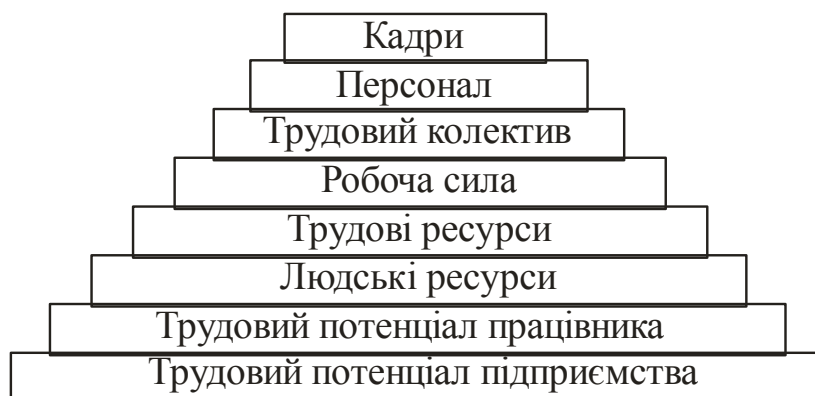 Кадри
Персонал
Трудовий колектив
Робоча сила
Трудові ресурси
Людські ресурси
Трудовий потенціал працівника
Трудовий потенціал підприємства